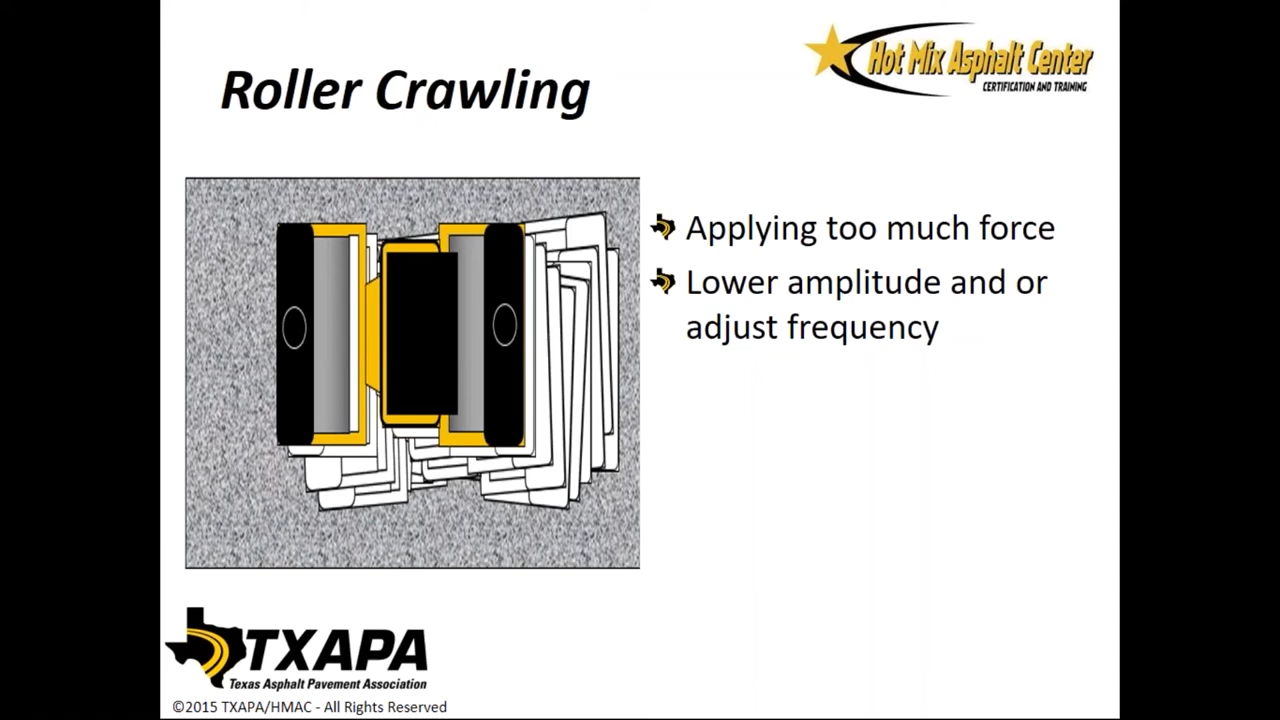 Roller Crawling
Hot Mix Asphalt Center
CERTIFICATION AND TRAINING
Applying too much force
Lower amplitude and or
adjust frequency
TXAPA
Texas Asphalt Pavement Association
©2015 TXAPA/HMAC - All Rights Reserved